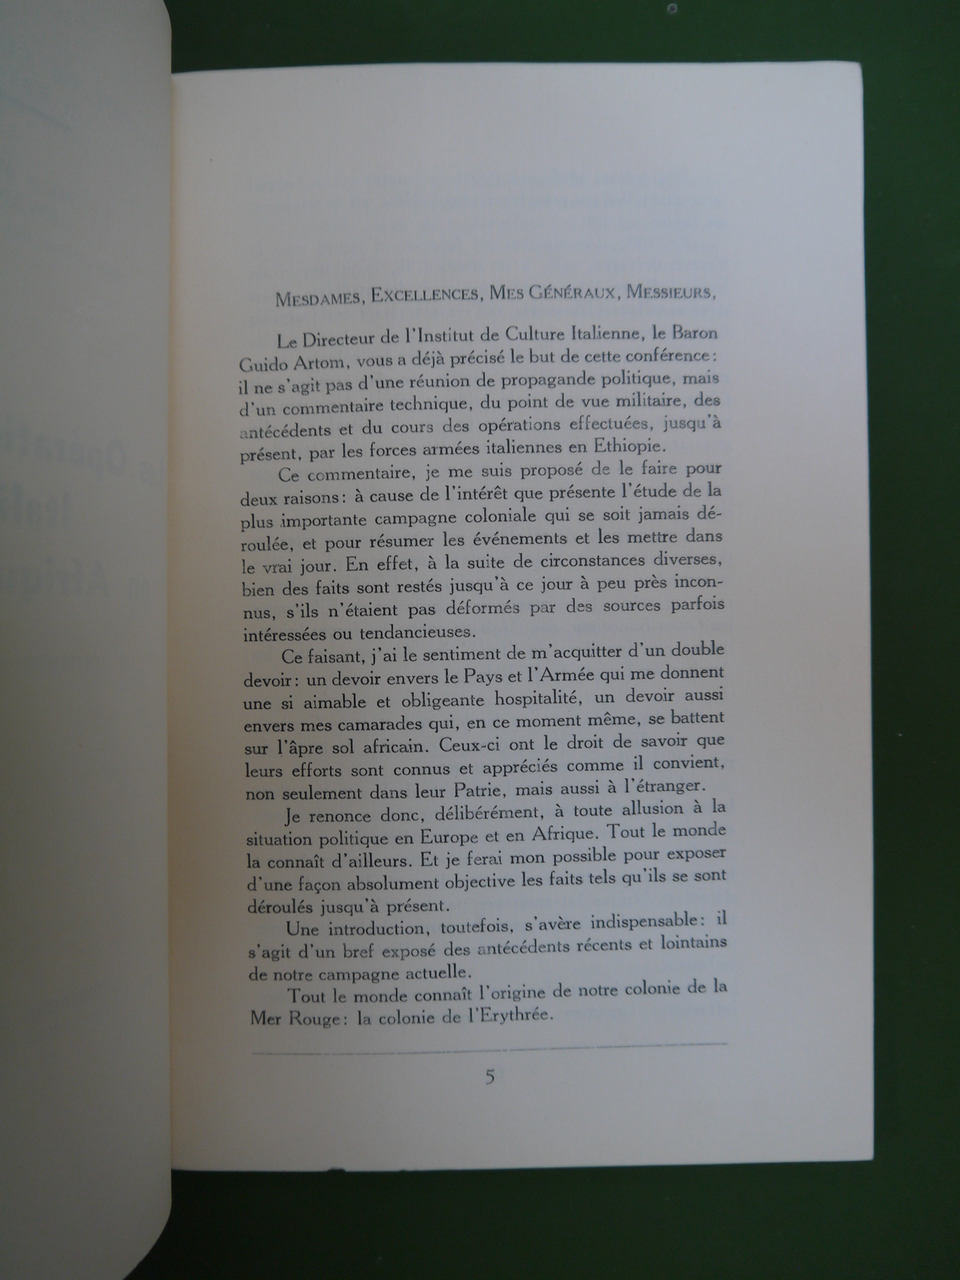 MESDAMES, EXCELLENCES, MES GÉNÉRAUX, MESSIEURS,
Le Directeur de l'Institut de Culture Italienne, le Baron
Guido Artom, vous a déjà précisé le but de cette conférence :
il ne s'agit pas d'une réunion de propagande politique, mais
d'un commentaire technique, du point de vue militaire, des
antécédents et du cours des opérations effectuées, jusqu'à
présent, par les forces armées italiennes en Ethiopie.
Ce commentaire, je me suis proposé de le faire pour
deux raisons : à cause de l'intérêt que présente l'étude de la
plus importante campagne coloniale qui se soit jamais dé-
roulée, et pour résumer les événements et les mettre dans
le vrai jour. En effet, à la suite de circonstances diverses,
bien des faits sont restés jusqu'à ce jour à peu près incon-
nus, s'ils n'étaient pas déformés par des sources parfois
intéressées ou tendancieuses.
Ce faisant, j'ai le sentiment de m'acquitter d'un double
devoir : un devoir envers le Pays et l'Armée qui me donnent
une si aimable et obligeante hospitalité, un devoir aussi
envers mes camarades qui, en ce moment même, se battent
sur l'âpre sol africain. Ceux-ci ont le droit de savoir que
leurs efforts sont connus et appréciés comme il convient,
non seulement dans leur Patrie, mais aussi à l'étranger.
Je renonce donc, délibérément, à toute allusion à la
situation politique en Europe et en Afrique. Tout le monde
la connaît d'ailleurs. Et je ferai mon possible pour exposer
d'une façon absolument objective les faits tels qu'ils se sont
déroulés jusqu'à présent.
Une introduction, toutefois, s'avère indispensable : il
s'agit d'un bref exposé des antécédents récents et lointains
de notre campagne actuelle.
Tout le monde connaît l'origine de notre colonie de la
Mer Rouge : la colonie de l'Erythrée.
5